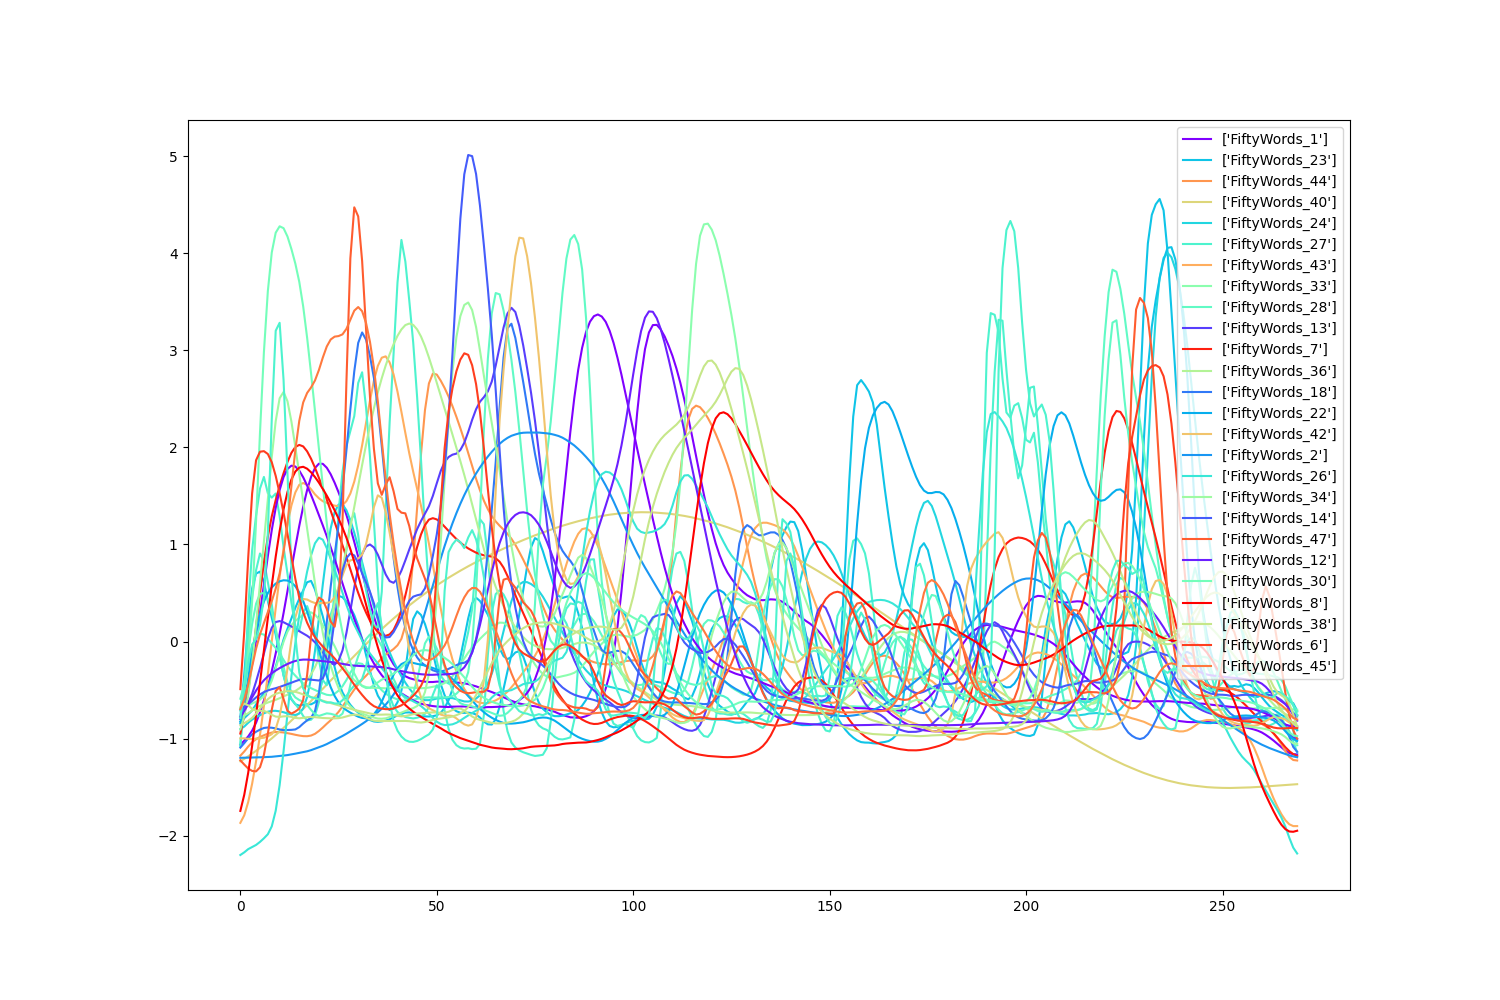 5
4
3
2
1
0
−1
−2
0 50 100 150 200 250
['FiftyWords_1']
['FiftyWords_23']
['FiftyWords_44']
['FiftyWords_40']
['FiftyWords_24']
['FiftyWords_27']
['FiftyWords_43']
['FiftyWords_33']
['FiftyWords_28']
['FiftyWords_13']
['FiftyWords_7']
['FiftyWords_36']
['FiftyWords_18']
['FiftyWords_22']
['FiftyWords_42']
['FiftyWords_2']
['FiftyWords_26']
['FiftyWords_34']
['FiftyWords_14']
['FiftyWords_47']
['FiftyWords_12']
['FiftyWords_30']
['FiftyWords_8']
['FiftyWords_38']
['FiftyWords_6']
['FiftyWords_45']